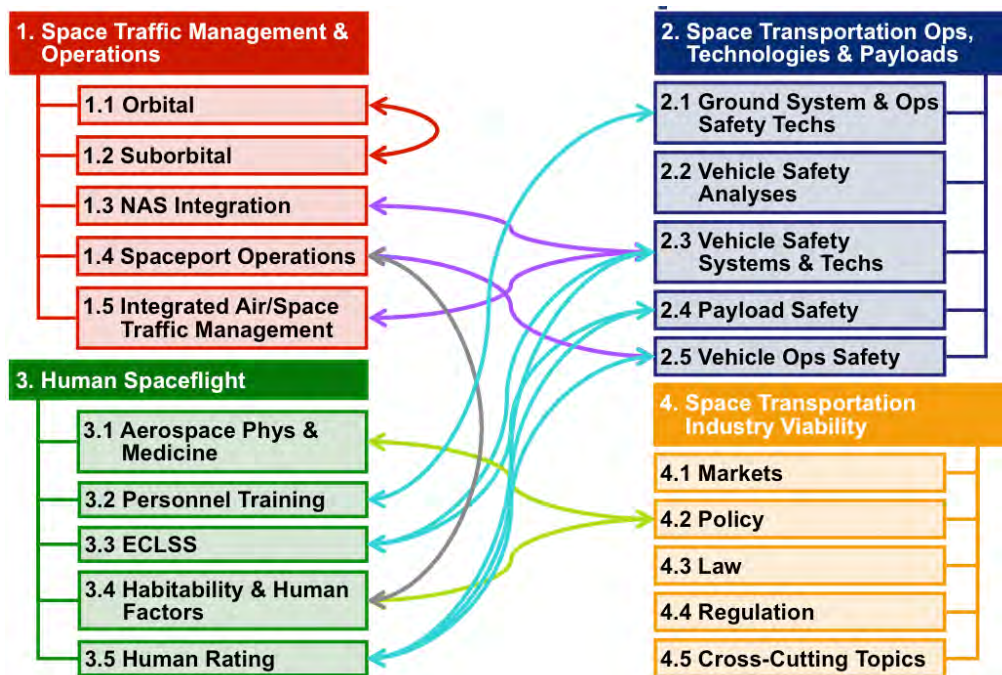 1. Space Traffic Management &
Operations
1.1 Orbital
1.2 Suborbital
1.3 NAS Integration
1.4 Spaceport Operations
1.5 Integrated Air/Space
Traffic Management
2. Space Transportation Ops,
Technologies & Payloads
2.1 Ground System & Ops
Safety Techs
2.2 Vehicle Safety
Analyses
2.3 Vehicle Safety
Systems & Techs
2.4 Payload Safety
2.5 Vehicle Ops Safety
3. Human Spaceflight
3.1 Aerospace Phys &
Medicine
3.2 Personnel Training
3.3 ECLSS
3.4 Habitability & Human
Factors
3.5 Human Rating
4. Space Transportation
Industry Viability
4.1 Markets
4.2 Policy
4.3 Law
4.4 Regulation
4.5 Cross-Cutting Topics